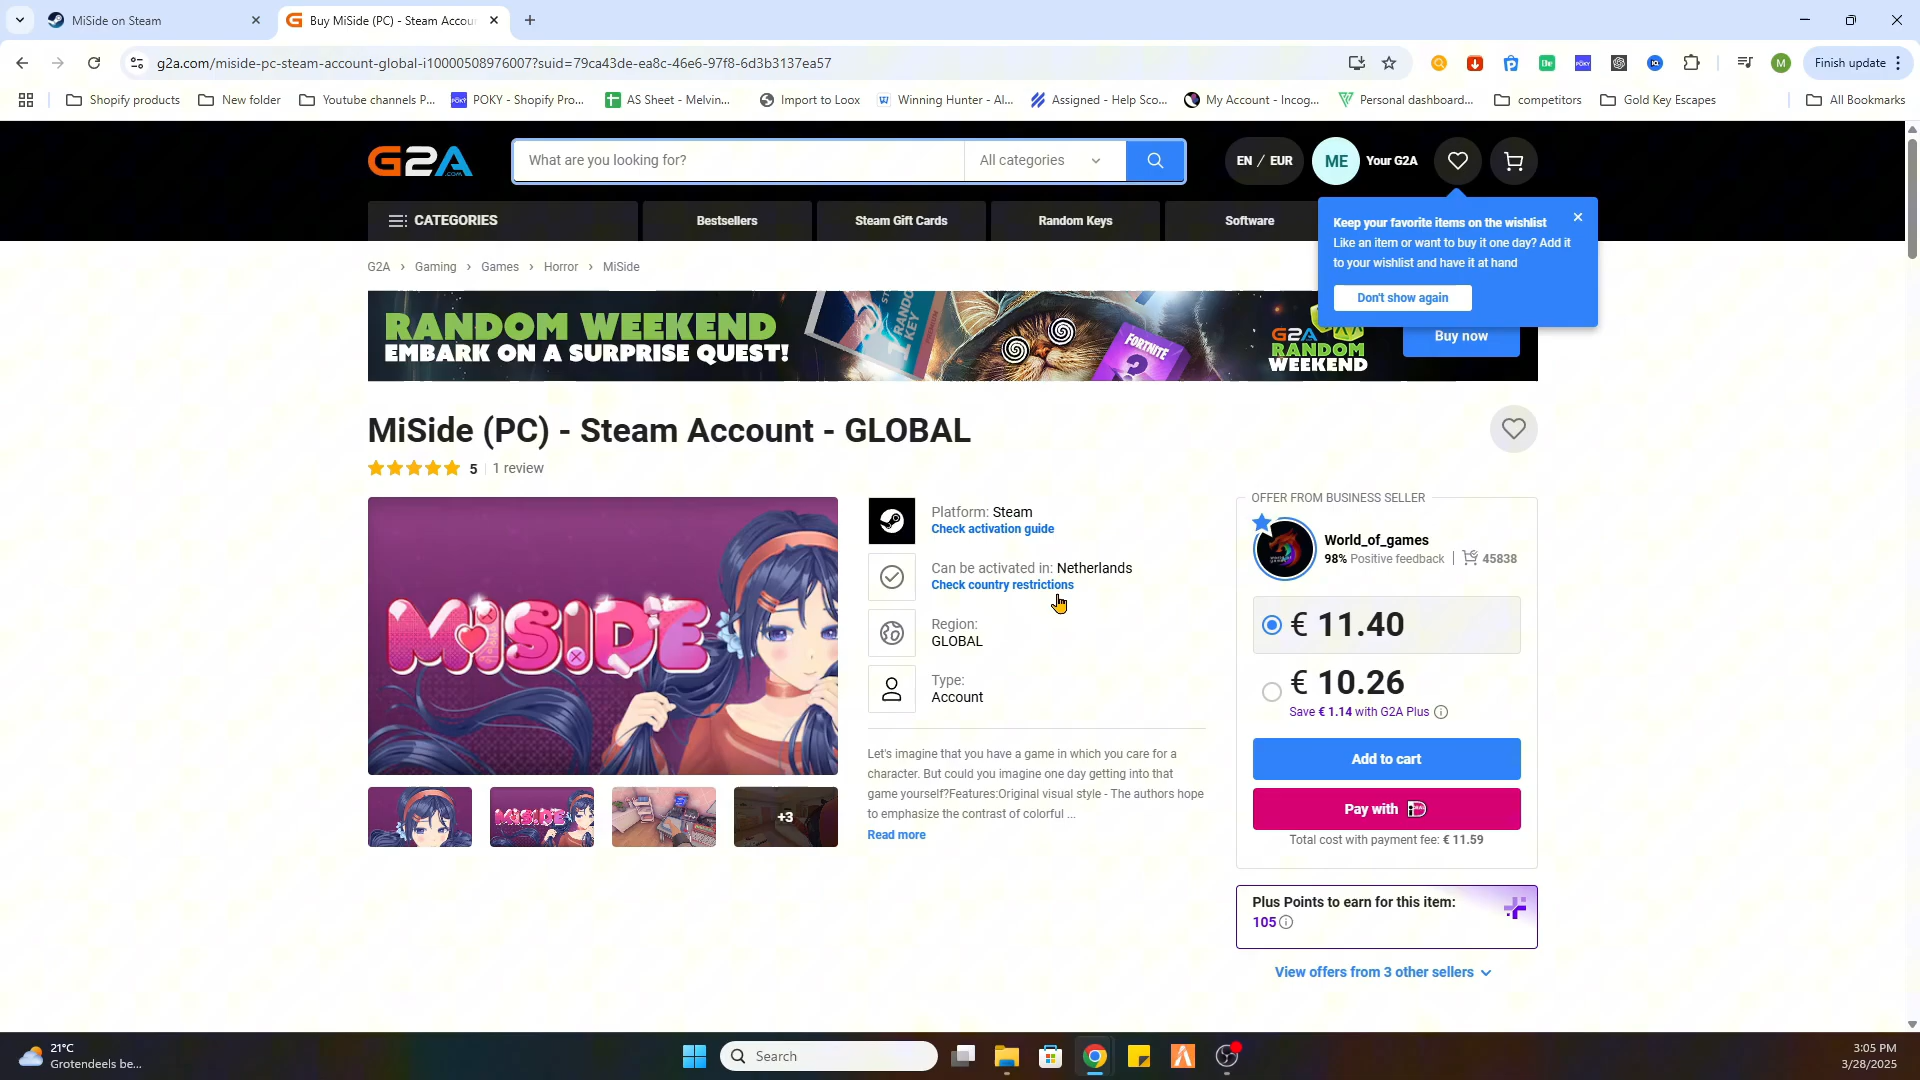 MiSide on Steam
Buy MiSide (PC) - Steam Accou
g2a.com/miside-pc-steam-account-global-i10000508976007?suid=79ca43de-ea8c-46e6-97f8-6d3b3137ea57
M
Finish update
Shopify products
New folder
Youtube channels P...
POKY - Shopify Pro...
AS Sheet - Melvin...
Import to Loox
Winning Hunter - Al...
Assigned - Help Sco...
My Account - Incog...
Personal dashboard...
competitors
Gold Key Escapes
All Bookmarks
G2A.COM
What are you looking for?
All categories
EN / EUR
ME
Your G2A
CATEGORIES
Bestsellers
Steam Gift Cards
Random Keys
Software
Keep your favorite items on the wishlist
Like an item or want to buy it one day? Add it
to your wishlist and have it at hand
Don't show again
G2A › Gaming › Games › Horror › MiSide
RANDOM WEEKEND
EMBARK ON A SURPRISE QUEST!
RANDOM KEY
FORTNITE
?
G2A
RANDOM
WEEKEND
Buy now
MiSide (PC) - Steam Account - GLOBAL
5
1 review
MISIDE
MISIDE
+3
Platform: Steam
Check activation guide
Can be activated in: Netherlands
Check country restrictions
Region:
GLOBAL
Type:
Account
Let's imagine that you have a game in which you care for a
character. But could you imagine one day getting into that
game yourself?Features:Original visual style - The authors hope
to emphasize the contrast of colorful ...
Read more
OFFER FROM BUSINESS SELLER
World_of_games
98% Positive feedback
45838
€ 11.40
€ 10.26
Save € 1.14 with G2A Plus
Add to cart
Pay with
Total cost with payment fee: € 11.59
Plus Points to earn for this item:
105
View offers from 3 other sellers
21°C
Grotendeels be...
Search
3:05 PM
3/28/2025